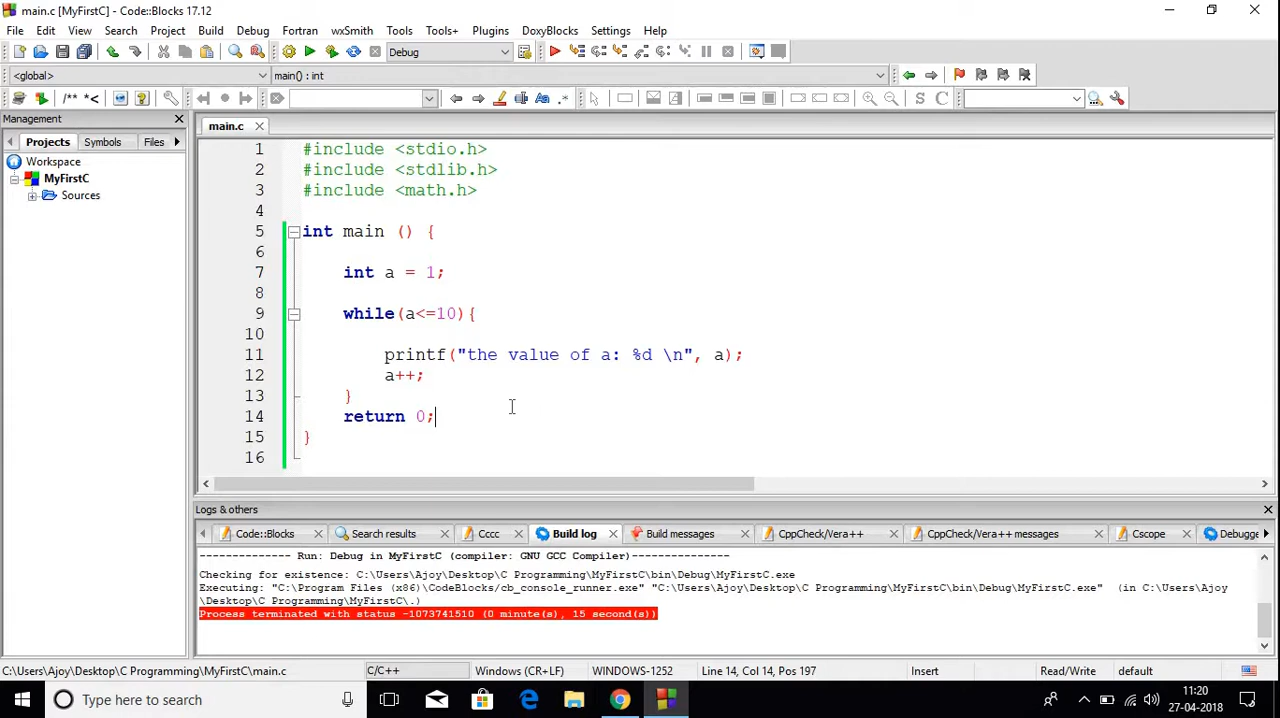 main.c [MyFirstC] - Code::Blocks 17.12
File Edit View Search Project Build Debug Fortran wxSmith Tools Tools+ Plugins DoxyBlocks Settings Help
Debug
<global> main() : int
/** *<
Aa .* S C
Management
Projects Symbols Files
Workspace
MyFirstC
Sources
main.c
1 #include <stdio.h>
2 #include <stdlib.h>
3 #include <math.h>
4
5 int main () {
6
7 int a = 1;
8
9 while(a<=10){
10
11 printf("the value of a: %d \n", a);
12 a++;
13 }
14 return 0;
15 }
16
Logs & others
Code::Blocks Search results Cccc Build log Build messages CppCheck/Vera++ CppCheck/Vera++ messages Cscope Debugge
-------------- Run: Debug in MyFirstC (compiler: GNU GCC Compiler)---------------
Checking for existence: C:\Users\Ajoy\Desktop\C Programming\MyFirstC\bin\Debug\MyFirstC.exe
Executing: "C:\Program Files (x86)\CodeBlocks/cb_console_runner.exe" "C:\Users\Ajoy\Desktop\C Programming\MyFirstC\bin\Debug\MyFirstC.exe" (in C:\Users\Ajoy
\Desktop\C Programming\MyFirstC\.)
Process terminated with status -1073741510 (0 minute(s), 15 second(s))
C:\Users\Ajoy\Desktop\C Programming\MyFirstC\main.c C/C++ Windows (CR+LF) WINDOWS-1252 Line 14, Col 14, Pos 197 Insert Read/Write default
Type here to search
11:20
27-04-2018